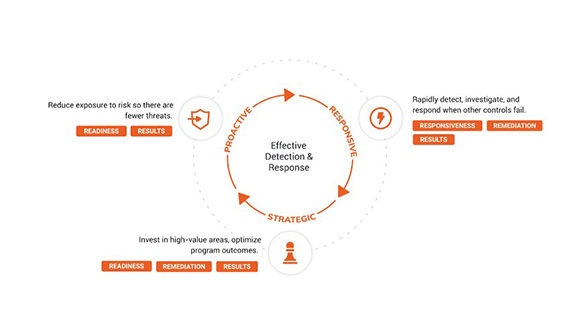 Reduce exposure to risk so there are
fewer threats.
READINESS RESULTS
PROACTIVE
RESPONSIVE
STRATEGIC
Effective
Detection &
Response
Rapidly detect, investigate, and
respond when other controls fail.
RESPONSIVENESS REMEDIATION
RESULTS
Invest in high-value areas, optimize
program outcomes.
READINESS REMEDIATION RESULTS